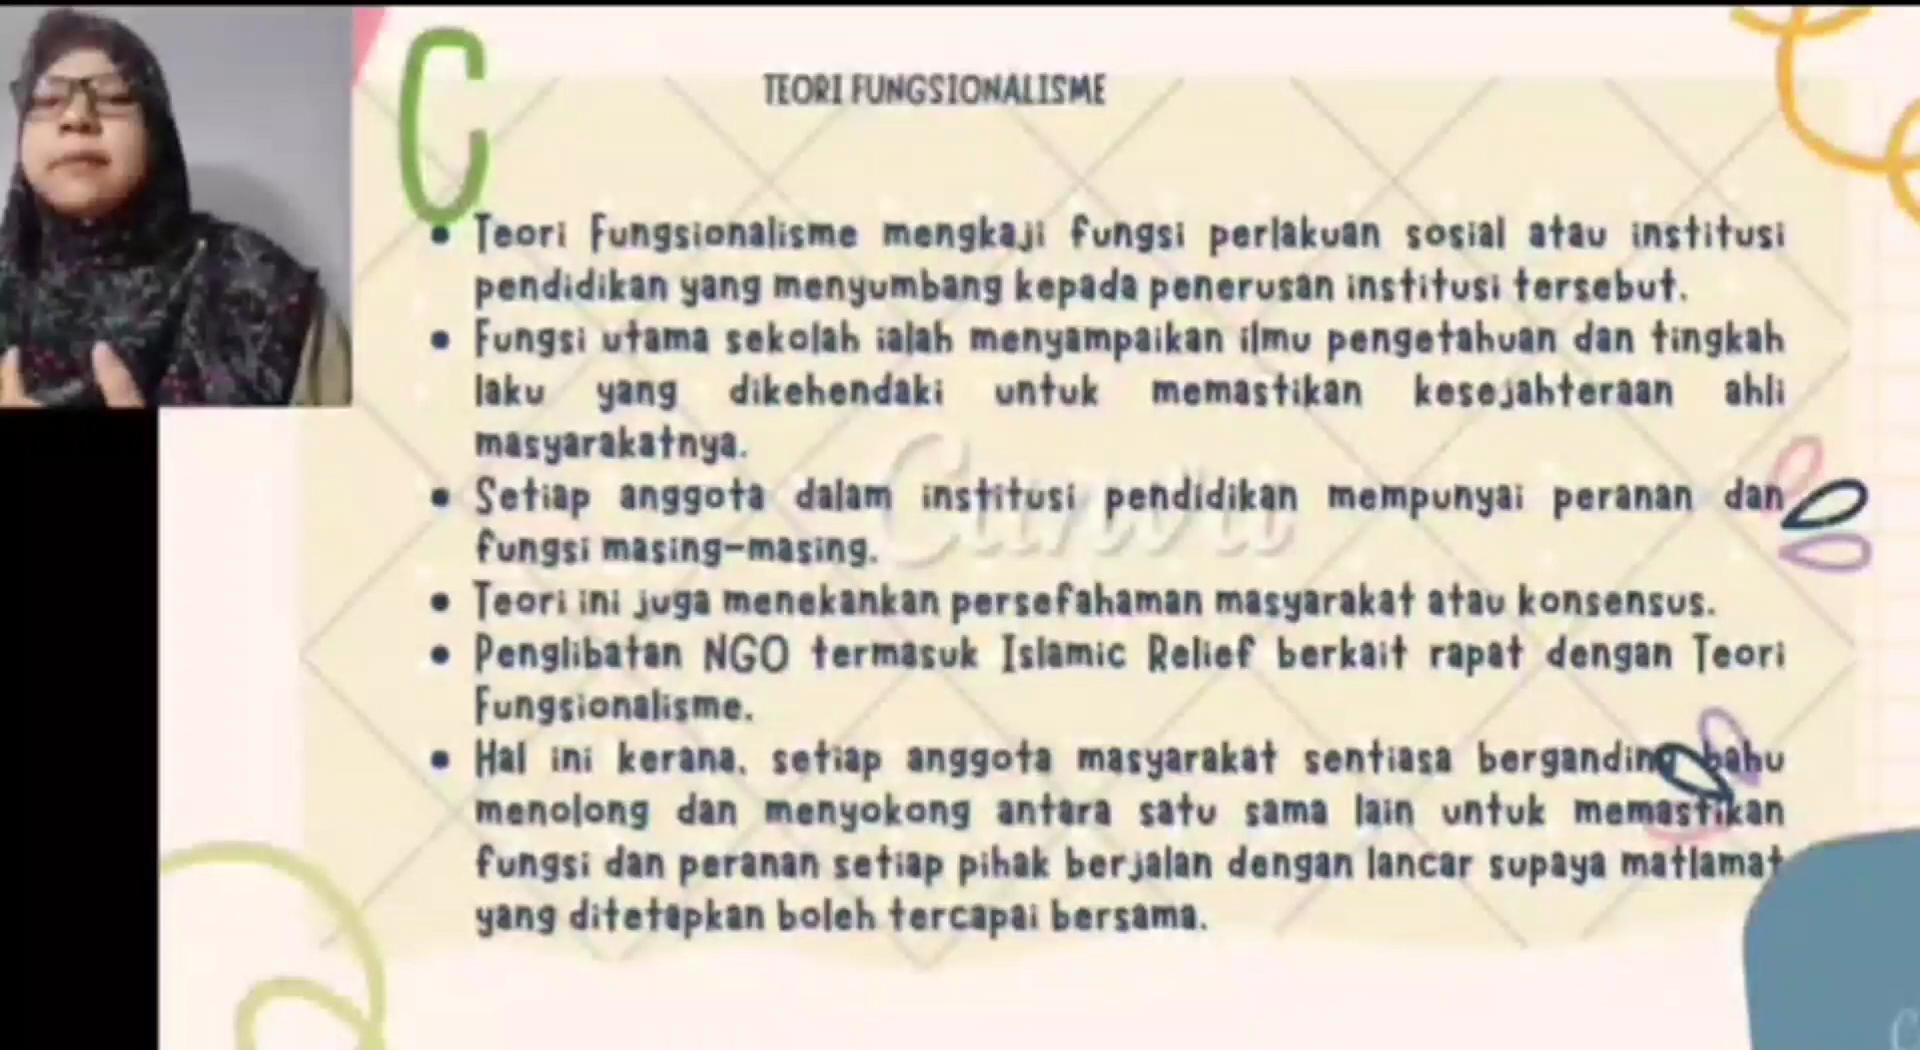 C
TEORI FUNGSIONALISME
• Teori Fungsionalisme mengkaji fungsi perlakuan sosial atau institusi
pendidikan yang menyumbang kepada penerusan institusi tersebut.
• Fungsi utama sekolah ialah menyampaikan ilmu pengetahuan dan tingkah
laku yang dikehendaki untuk memastikan kesejahteraan ahli
masyarakatnya.
• Setiap anggota dalam institusi pendidikan mempunyai peranan dan
fungsi masing-masing.
• Teori ini juga menekankan persefahaman masyarakat atau konsensus.
• Penglibatan NGO termasuk Islamic Relief berkait rapat dengan Teori
Fungsionalisme.
• Hal ini kerana, setiap anggota masyarakat sentiasa berganding bahu
menolong dan menyokong antara satu sama lain untuk memastikan
fungsi dan peranan setiap pihak berjalan dengan lancar supaya matlamat
yang ditetapkan boleh tercapai bersama.
Canva